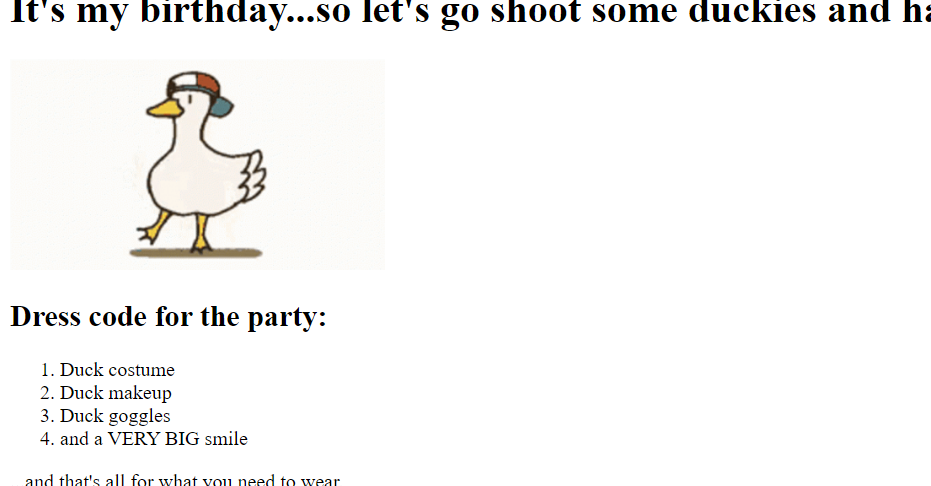 It's my birthday...so let's go shoot some duckies and
Dress code for the party:
1. Duck costume
2. Duck makeup
3. Duck goggles
4. and a VERY BIG smile
and that's all for what you need to wear